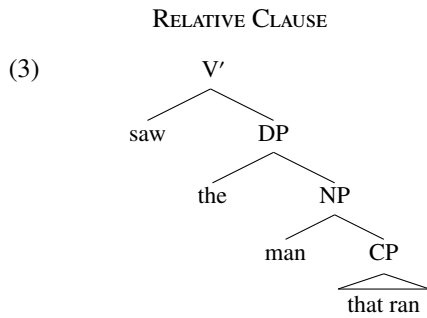 RELATIVE CLAUSE
(3) V′
saw DP
the NP
man CP
that ran